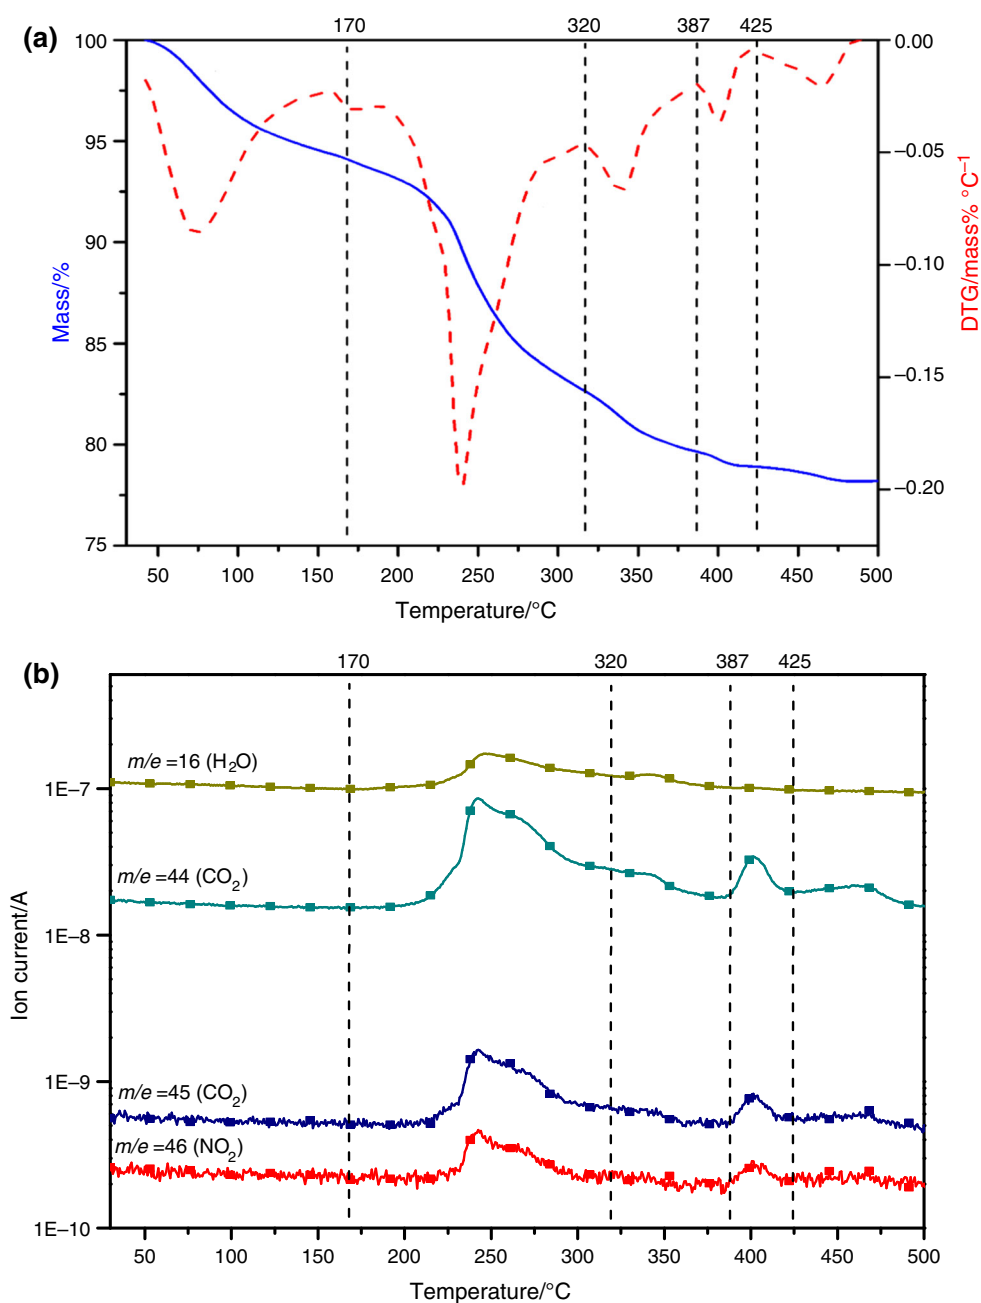 (a)
170 320 387 425
100 95 90 85 80 75
Mass/%
0.00 −0.05 −0.10 −0.15 −0.20
DTG/mass% °C⁻¹
50 100 150 200 250 300 350 400 450 500
Temperature/°C
(b)
170 320 387 425
m/e =16 (H₂O)
1E−7
m/e =44 (CO₂)
1E−8
Ion current/A
1E−9
m/e =45 (CO₂)
m/e =46 (NO₂)
1E−10
50 100 150 200 250 300 350 400 450 500
Temperature/°C